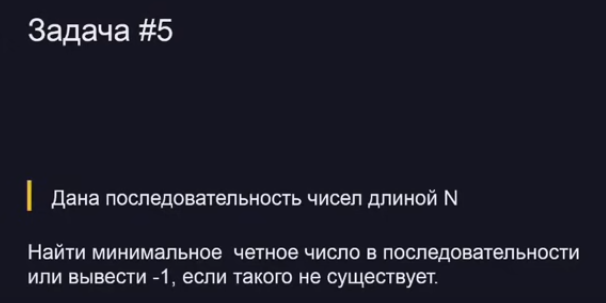 Задача #5
Дана последовательность чисел длиной N
Найти минимальное четное число в последовательности
или вывести -1, если такого не существует.